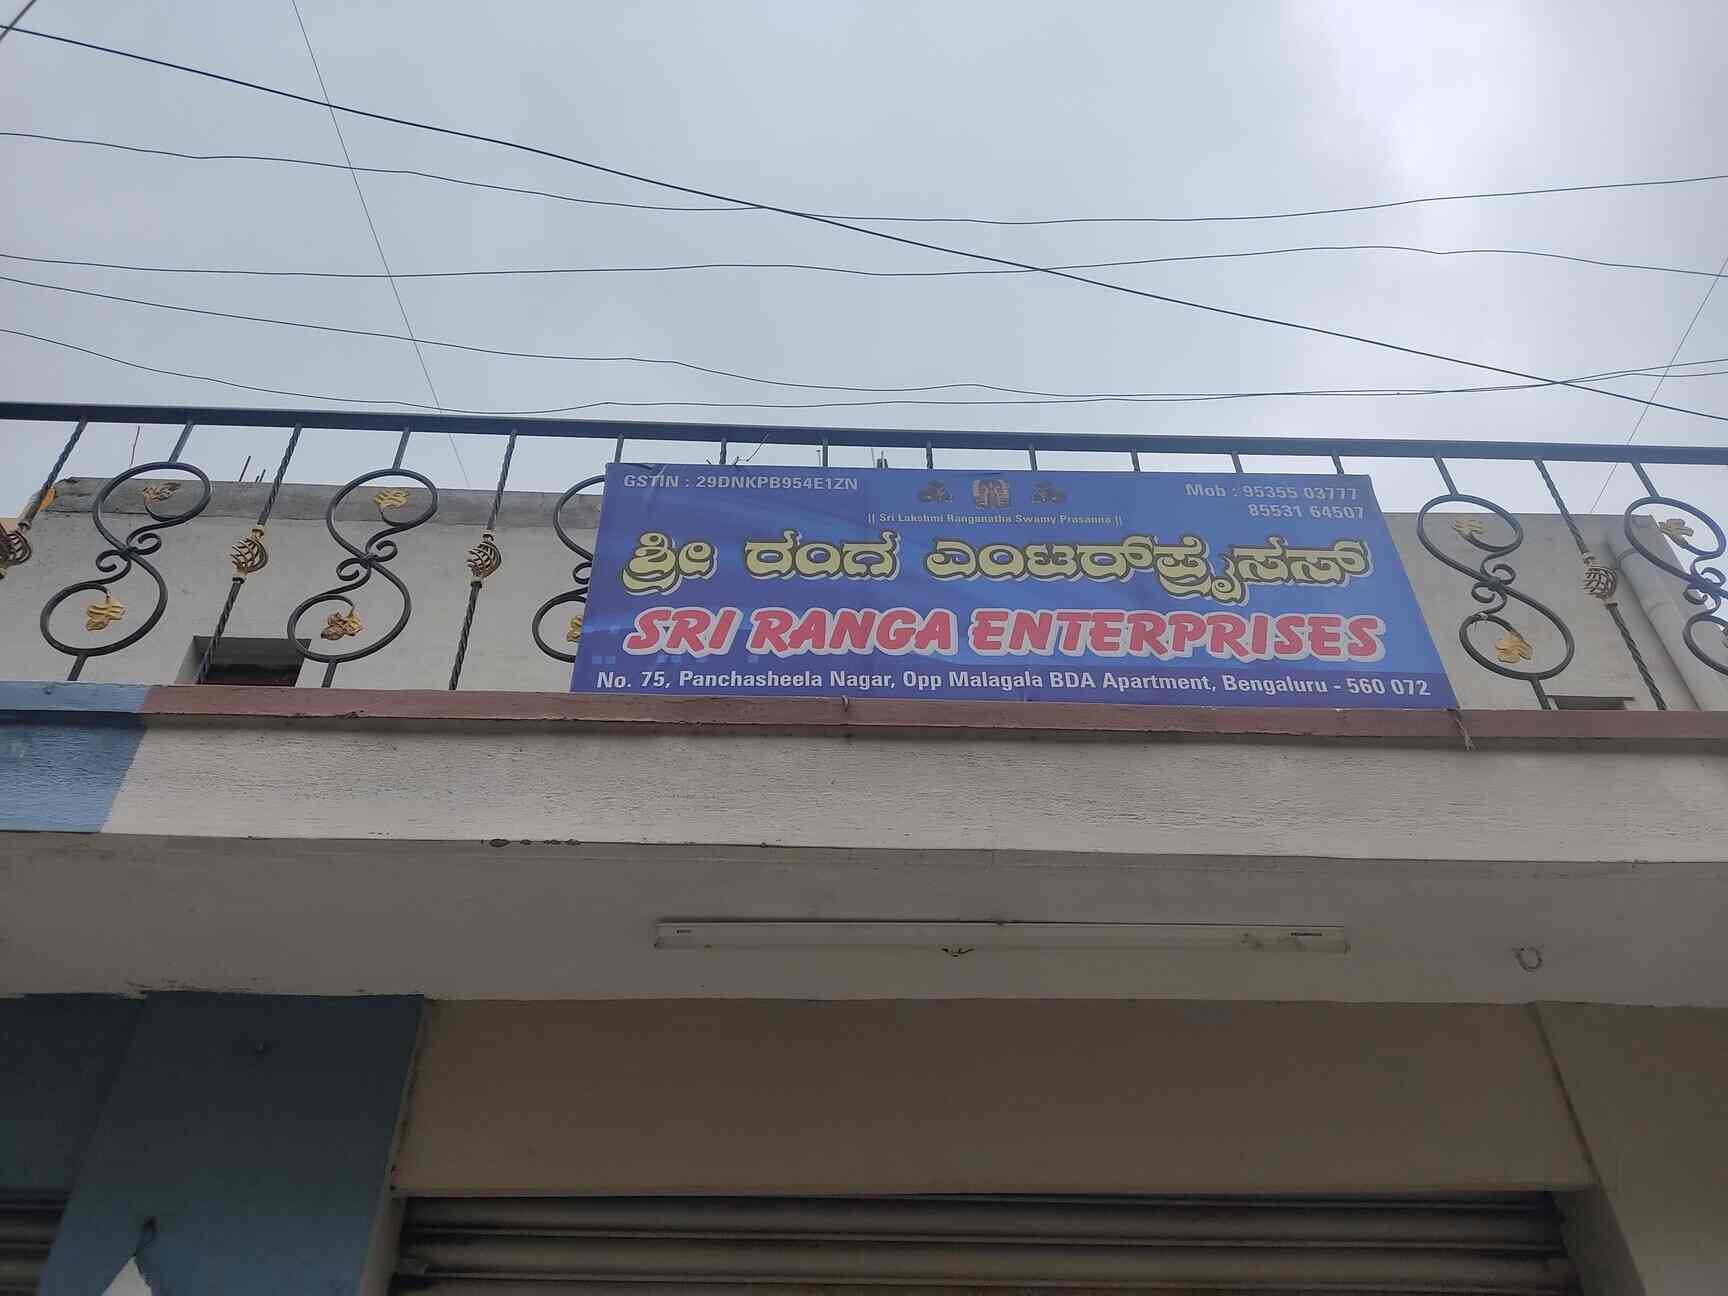 GSTIN : 29DNKPB954E1ZN
Mob : 95355 03777
85531 64507
|| Sri Lakshmi Ranganatha Swamy Prasanna ||
ಶ್ರೀ ರಂಗ ಎಂಟರ್‌ಪ್ರೈಸಸ್
SRI RANGA ENTERPRISES
No. 75, Panchasheela Nagar, Opp Malagala BDA Apartment, Bengaluru - 560 072